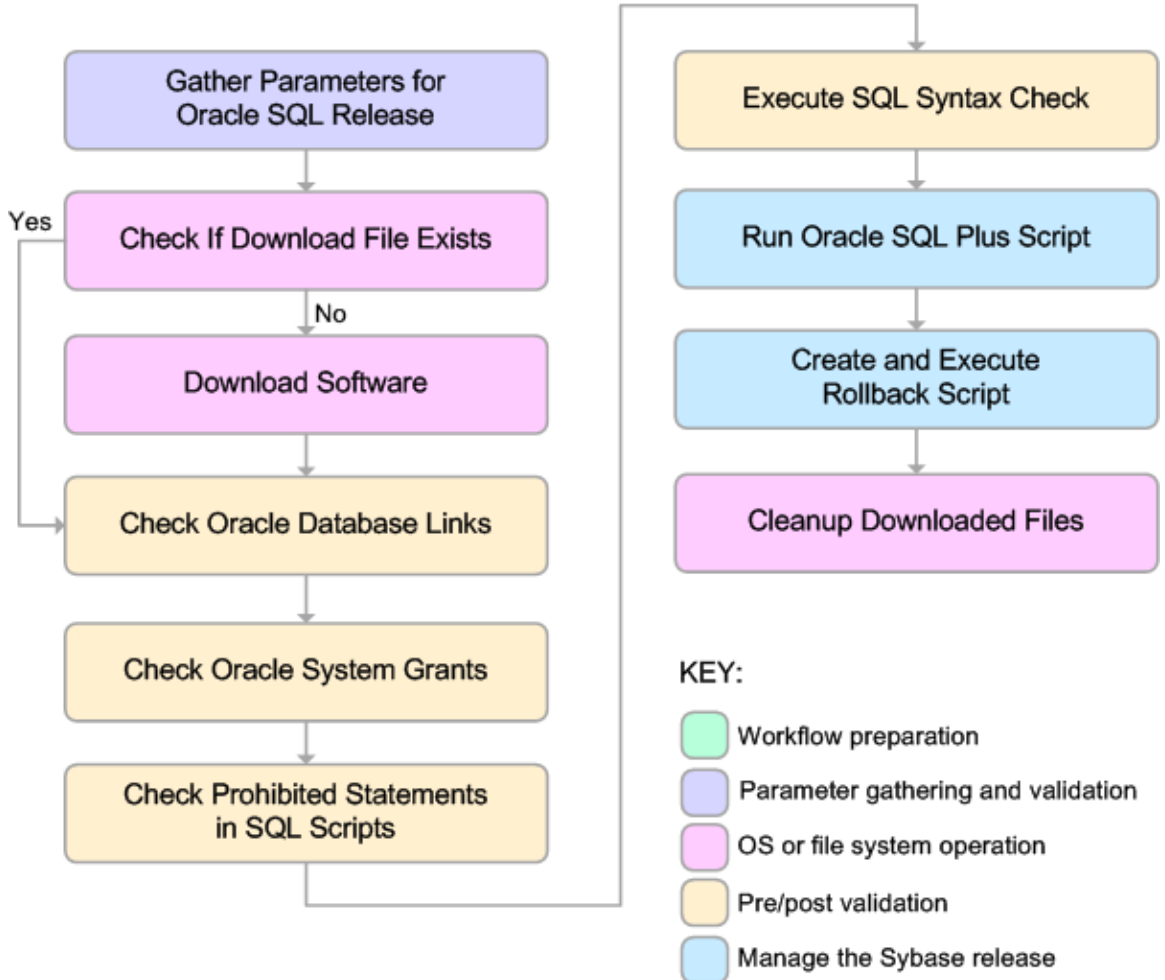 Gather Parameters for
Oracle SQL Release
Yes
Check If Download File Exists
No
Download Software
Check Oracle Database Links
Check Oracle System Grants
Check Prohibited Statements
in SQL Scripts
Execute SQL Syntax Check
Run Oracle SQL Plus Script
Create and Execute
Rollback Script
Cleanup Downloaded Files
KEY:
Workflow preparation
Parameter gathering and validation
OS or file system operation
Pre/post validation
Manage the Sybase release